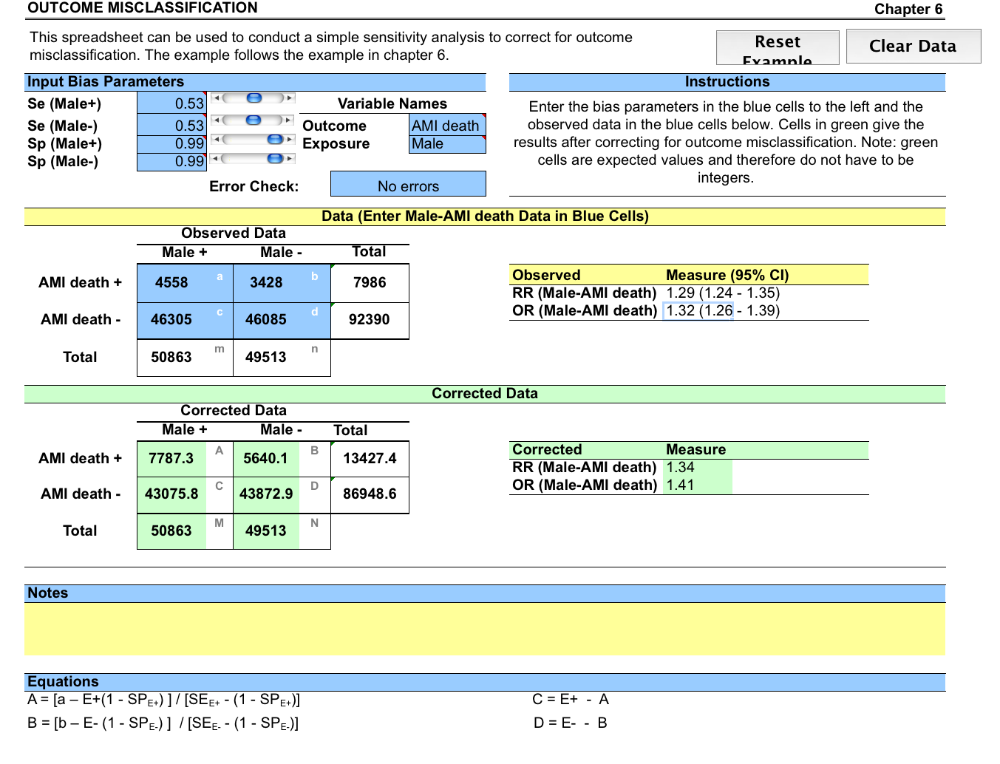 OUTCOME MISCLASSIFICATION
Chapter 6
This spreadsheet can be used to conduct a simple sensitivity analysis to correct for outcome
misclassification. The example follows the example in chapter 6.
Reset
Example
Clear Data
Input Bias Parameters
Se (Male+) 0.53
Se (Male-) 0.53
Sp (Male+) 0.99
Sp (Male-) 0.99
Variable Names
Outcome AMI death
Exposure Male
Error Check: No errors
Instructions
Enter the bias parameters in the blue cells to the left and the
observed data in the blue cells below. Cells in green give the
results after correcting for outcome misclassification. Note: green
cells are expected values and therefore do not have to be
integers.
Data (Enter Male-AMI death Data in Blue Cells)
Observed Data
Male + Male - Total
AMI death + 4558 a 3428 b 7986
AMI death - 46305 c 46085 d 92390
Total 50863 m 49513 n
Observed Measure (95% CI)
RR (Male-AMI death) 1.29 (1.24 - 1.35)
OR (Male-AMI death) 1.32 (1.26 - 1.39)
Corrected Data
Corrected Data
Male + Male - Total
AMI death + 7787.3 A 5640.1 B 13427.4
AMI death - 43075.8 C 43872.9 D 86948.6
Total 50863 M 49513 N
Corrected Measure
RR (Male-AMI death) 1.34
OR (Male-AMI death) 1.41
Notes
Equations
A = [a – E+(1 - SPE+) ] / [SEE+ - (1 - SPE+)]
C = E+ - A
B = [b – E- (1 - SPE-) ] / [SEE- - (1 - SPE-)]
D = E- - B